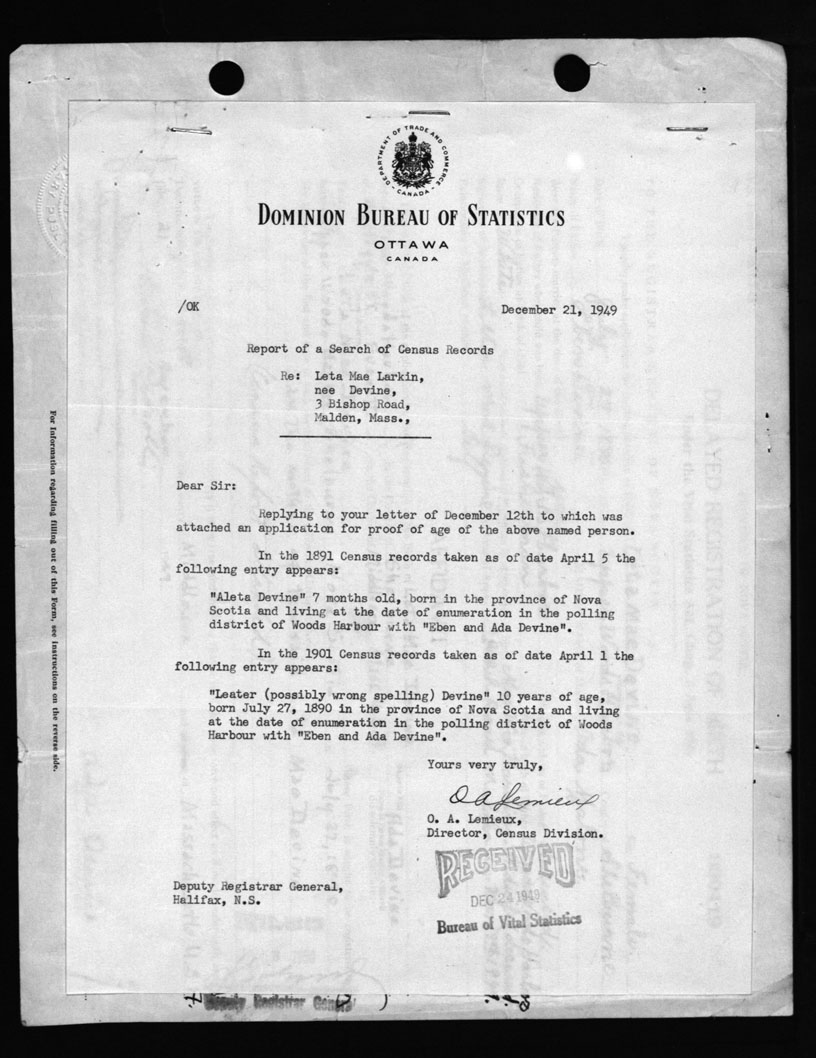 DEPARTMENT OF TRADE AND COMMERCE
CANADA
DOMINION BUREAU OF STATISTICS
OTTAWA
CANADA
/OK
December 21, 1949
Report of a Search of Census Records
Re: Leta Mae Larkin,
nee Devine,
3 Bishop Road,
Malden, Mass.,
Dear Sir:
Replying to your letter of December 12th to which was
attached an application for proof of age of the above named person.
In the 1891 Census records taken as of date April 5 the
following entry appears:
"Aleta Devine" 7 months old, born in the province of Nova
Scotia and living at the date of enumeration in the polling
district of Woods Harbour with "Eben and Ada Devine".
In the 1901 Census records taken as of date April 1 the
following entry appears:
"Leater (possibly wrong spelling) Devine" 10 years of age,
born July 27, 1890 in the province of Nova Scotia and living
at the date of enumeration in the polling district of Woods
Harbour with "Eben and Ada Devine".
Yours very truly,
O A Lemieux
O. A. Lemieux,
Director, Census Division.
RECEIVED
DEC 24 1949
Bureau of Vital Statistics
Deputy Registrar General,
Halifax, N.S.
Deputy Registrar General
For Information regarding filling out of this Form, see instructions on the reverse side.